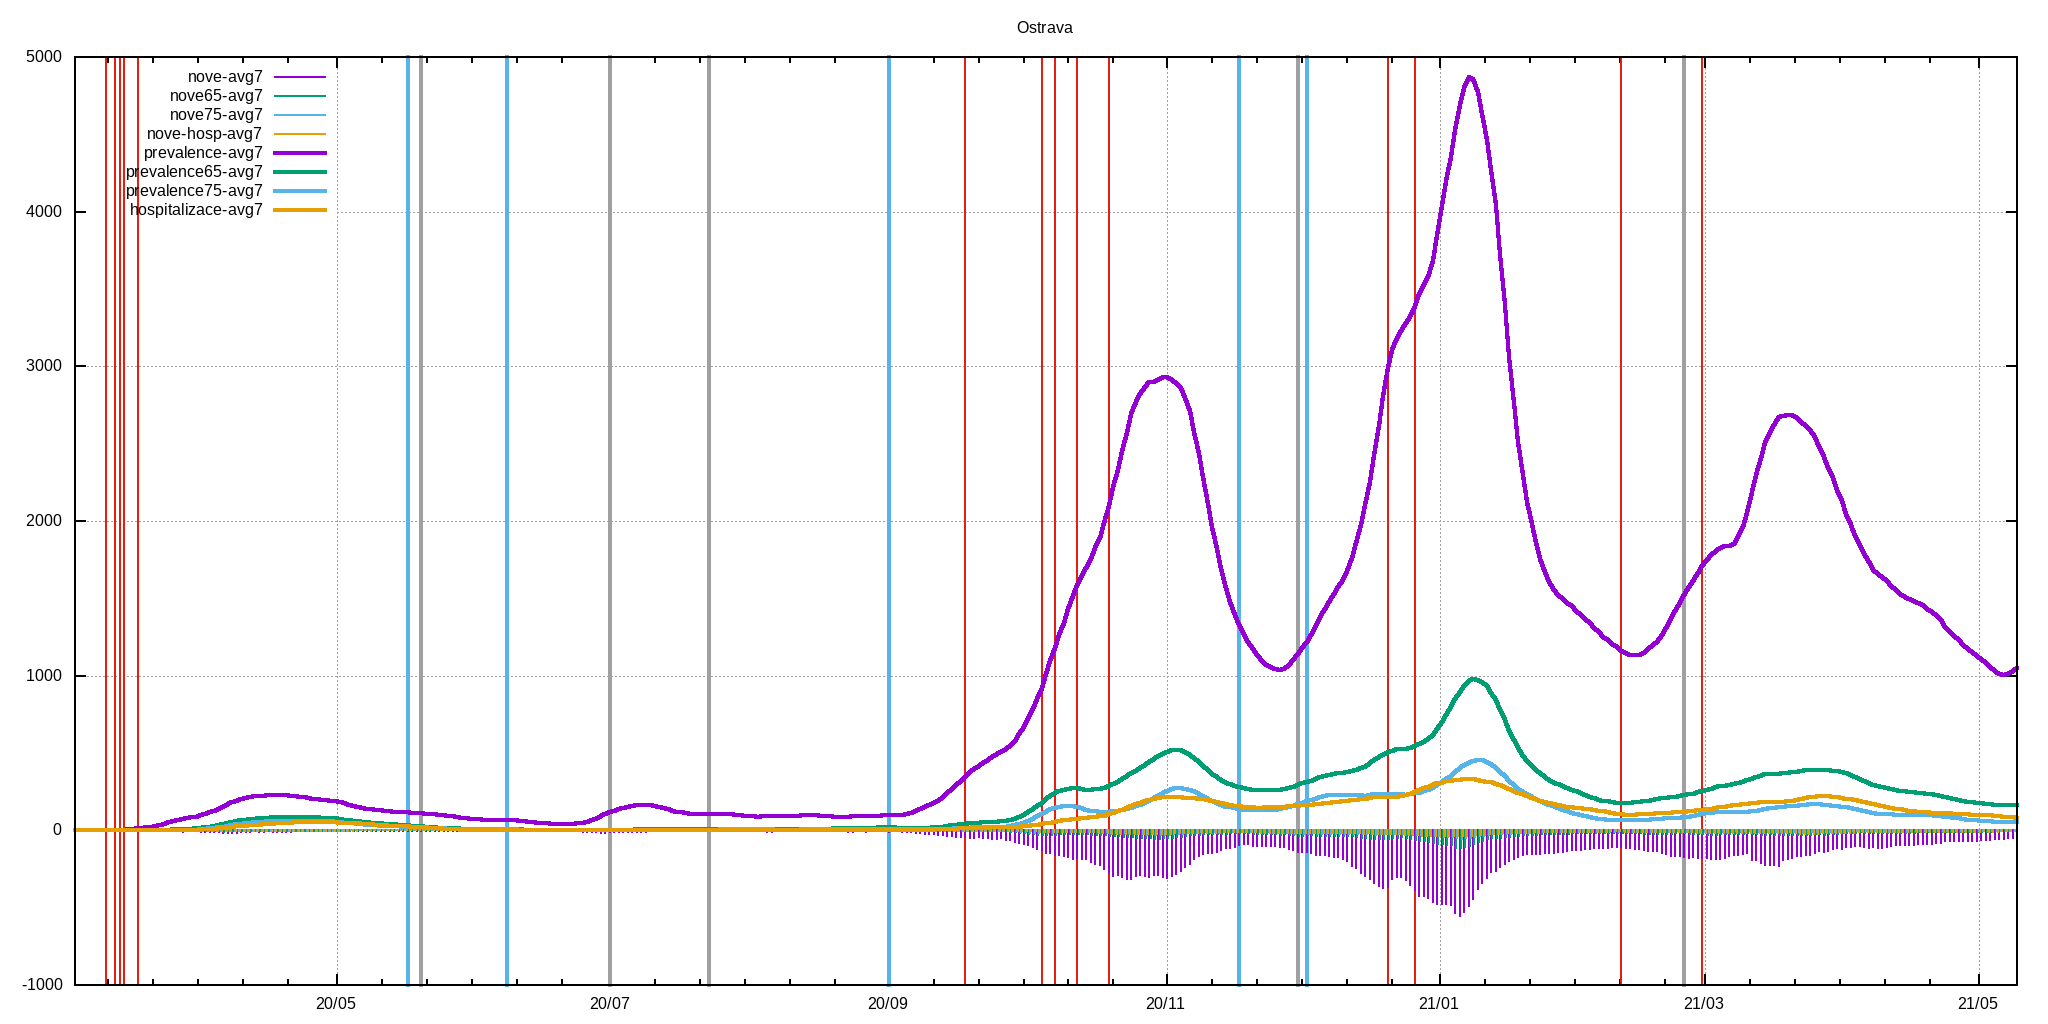 Ostrava
5000
4000
3000
2000
1000
0
-1000
nove-avg7
nove65-avg7
nove75-avg7
nove-hosp-avg7
prevalence-avg7
prevalence65-avg7
prevalence75-avg7
hospitalizace-avg7
20/05 20/07 20/09 20/11 21/01 21/03 21/05